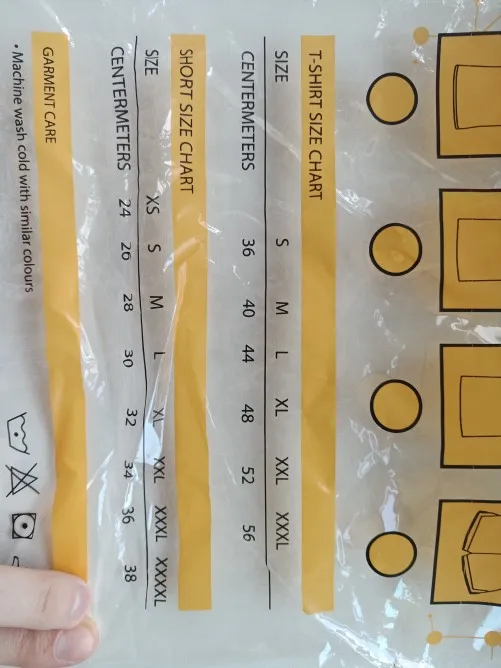 T-SHIRT SIZE CHART
SIZE S M L XL XXL XXXL
CENTERMETERS 36 40 44 48 52 56
SHORT SIZE CHART
SIZE XS S M L XL XXL XXXL XXXXL
CENTERMETERS 24 26 28 30 32 34 36 38
GARMENT CARE
• Machine wash cold with similar colours